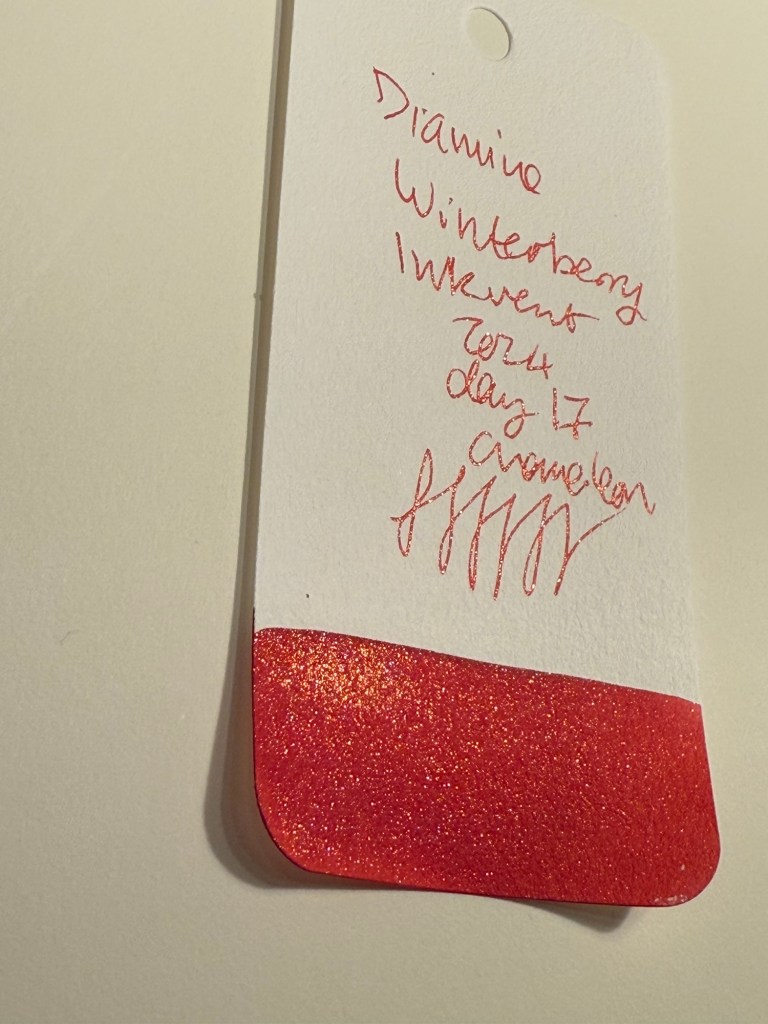 Diamine
Winterberry
Inkvent
2024
day 17
Chameleon